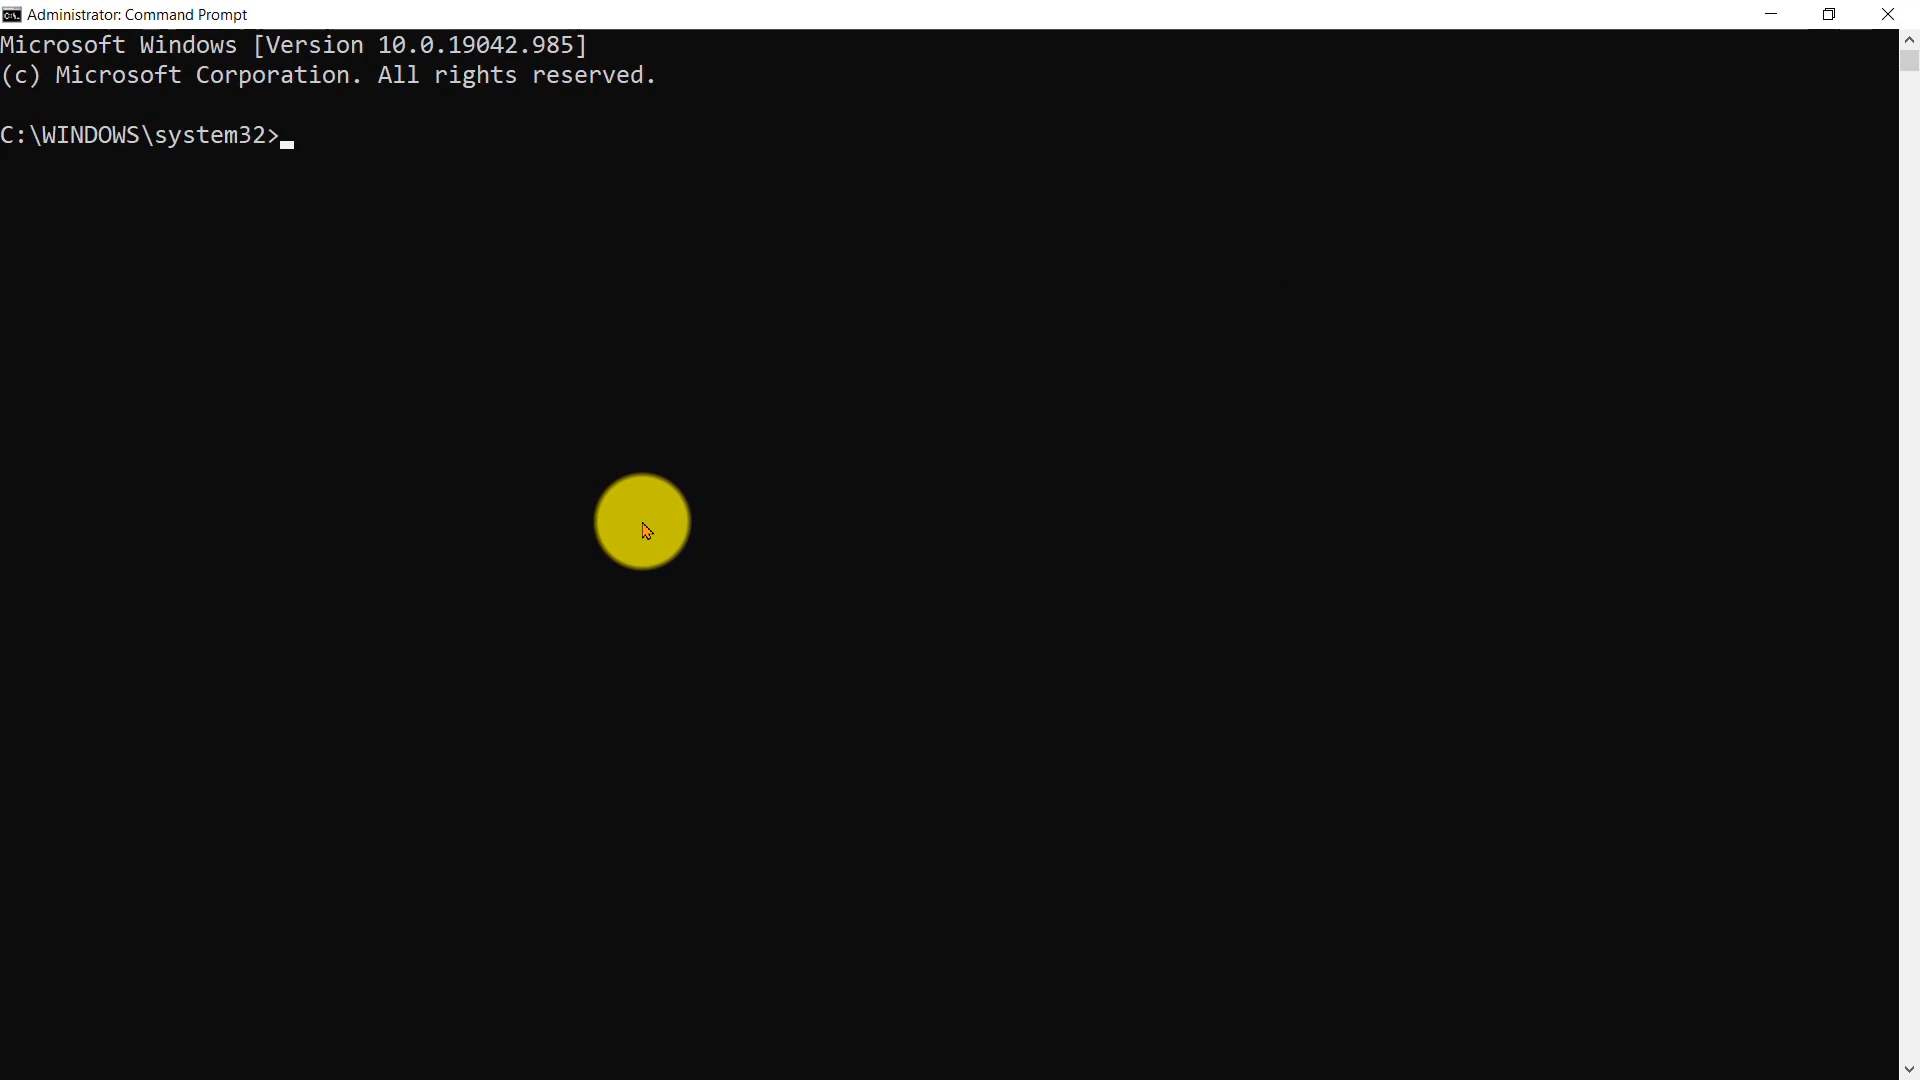 Administrator: Command Prompt
Microsoft Windows [Version 10.0.19042.985]
(c) Microsoft Corporation. All rights reserved.
C:\WINDOWS\system32>